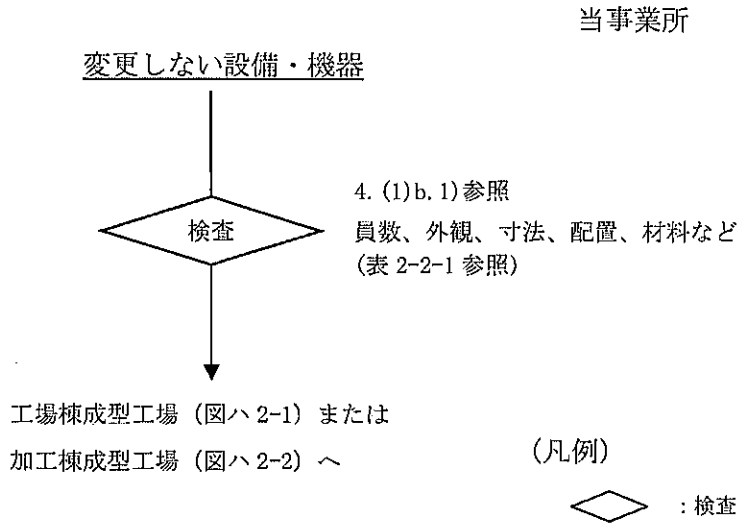 当事業所
変更しない設備・機器
検査
4. (1)b. 1)参照
員数、外観、寸法、配置、材料など
(表 2-2-1 参照)
工場棟成型工場 (図ハ 2-1) または
加工棟成型工場 (図ハ 2-2) へ
(凡例)
：検査